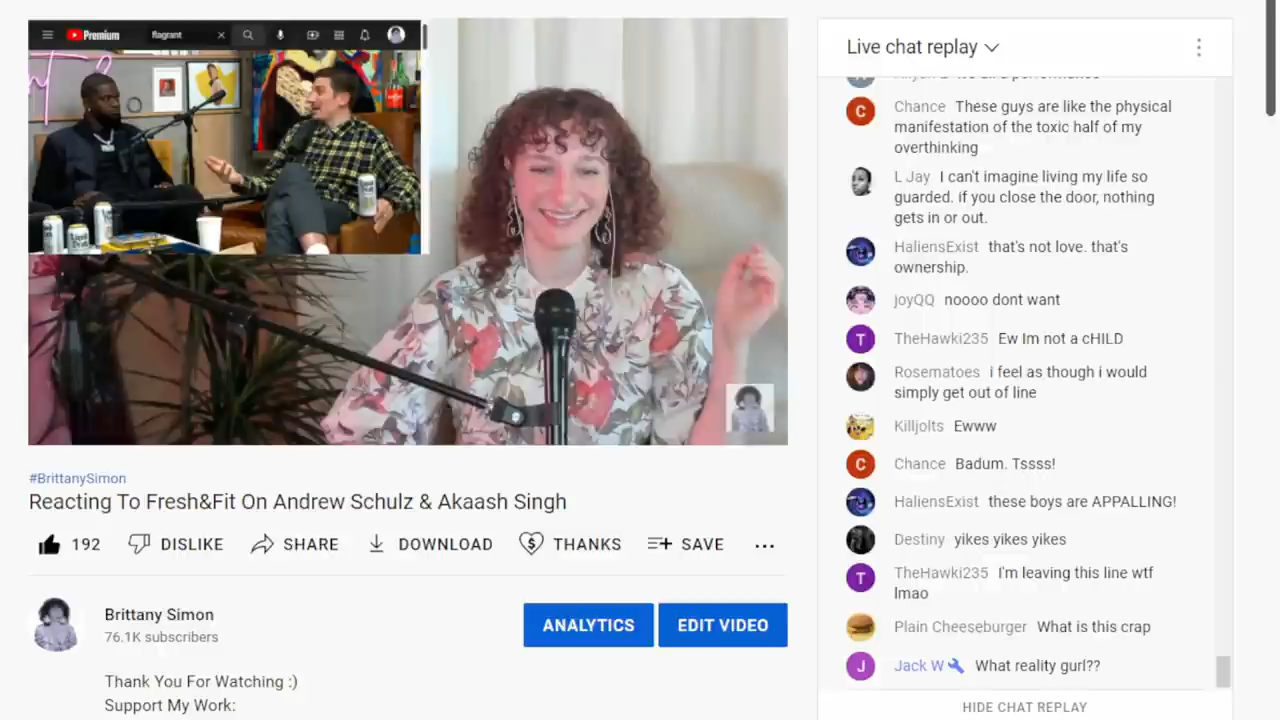 Premium
flagrant
Live chat replay
Chance These guys are like the physical
manifestation of the toxic half of my
overthinking
L Jay I can't imagine living my life so
guarded. if you close the door, nothing
gets in or out.
HaliensExist that's not love. that's
ownership.
joyQQ noooo dont want
TheHawki235 Ew Im not a cHILD
Rosematoes i feel as though i would
simply get out of line
Killjolts Ewww
Chance Badum. Tssss!
HaliensExist these boys are APPALLING!
Destiny yikes yikes yikes
TheHawki235 I'm leaving this line wtf
lmao
Plain Cheeseburger What is this crap
J Jack W What reality gurl??
HIDE CHAT REPLAY
#BrittanySimon
Reacting To Fresh&Fit On Andrew Schulz & Akaash Singh
192 DISLIKE SHARE DOWNLOAD THANKS SAVE ...
Brittany Simon
76.1K subscribers
ANALYTICS EDIT VIDEO
Thank You For Watching :)
Support My Work: